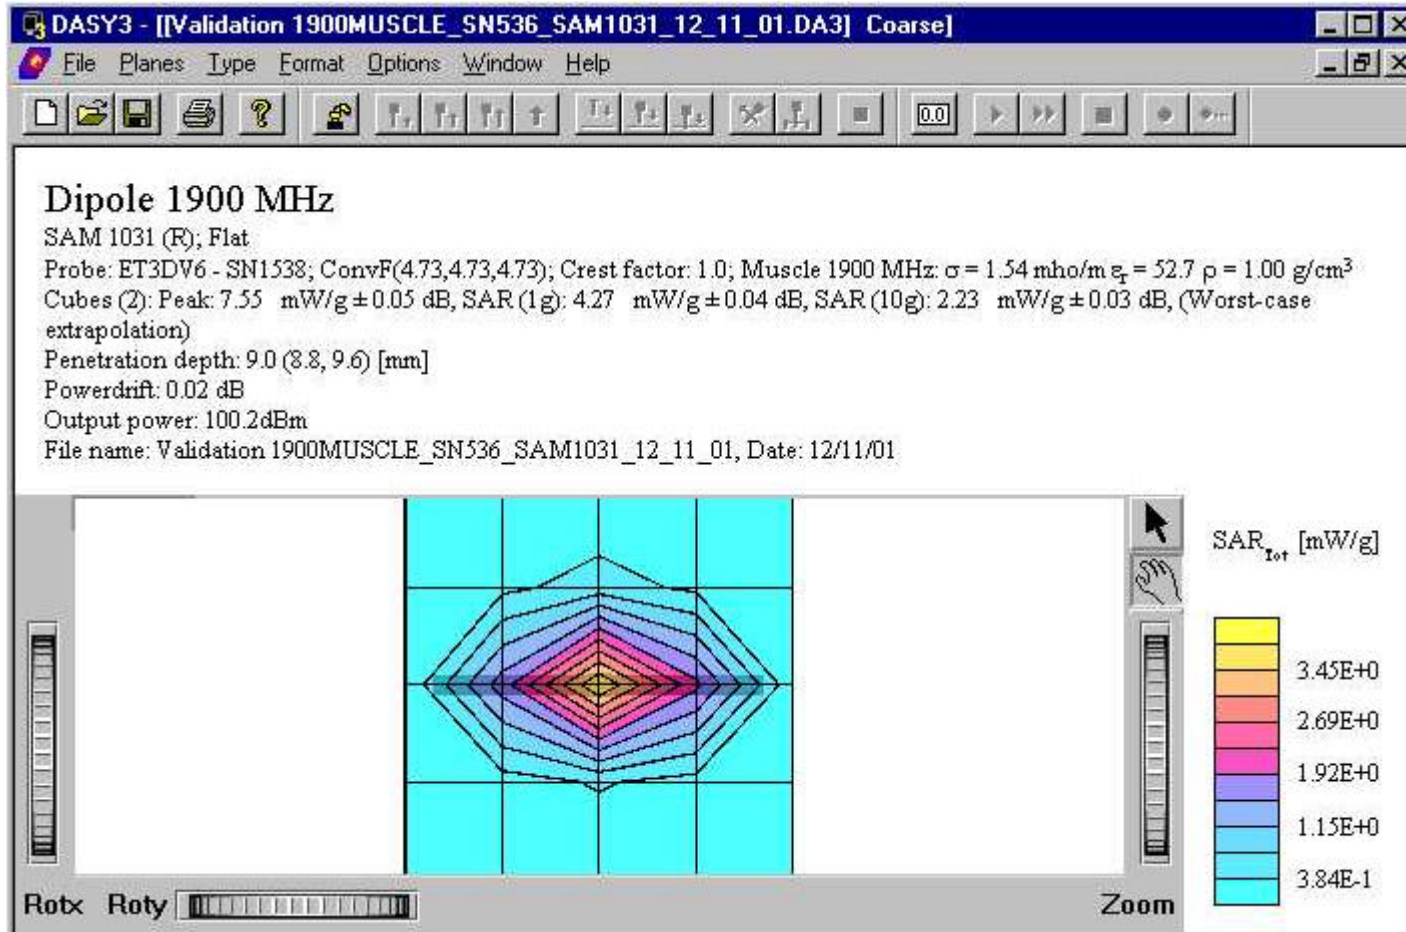 DASY3 - [[Validation 1900MUSCLE_SN536_SAM1031_12_11_01.DA3] Coarse]
File Planes Type Format Options Window Help
0.0
Dipole 1900 MHz
SAM 1031 (R); Flat
Probe: ET3DV6 - SN1538; ConvF(4.73,4.73,4.73); Crest factor: 1.0; Muscle 1900 MHz: σ = 1.54 mho/m εr = 52.7 ρ = 1.00 g/cm³
Cubes (2): Peak: 7.55 mW/g ± 0.05 dB, SAR (1g): 4.27 mW/g ± 0.04 dB, SAR (10g): 2.23 mW/g ± 0.03 dB, (Worst-case
extrapolation)
Penetration depth: 9.0 (8.8, 9.6) [mm]
Powerdrift: 0.02 dB
Output power: 100.2dBm
File name: Validation 1900MUSCLE_SN536_SAM1031_12_11_01, Date: 12/11/01
SARTot [mW/g]
3.45E+0
2.69E+0
1.92E+0
1.15E+0
3.84E-1
Rotx Roty Zoom